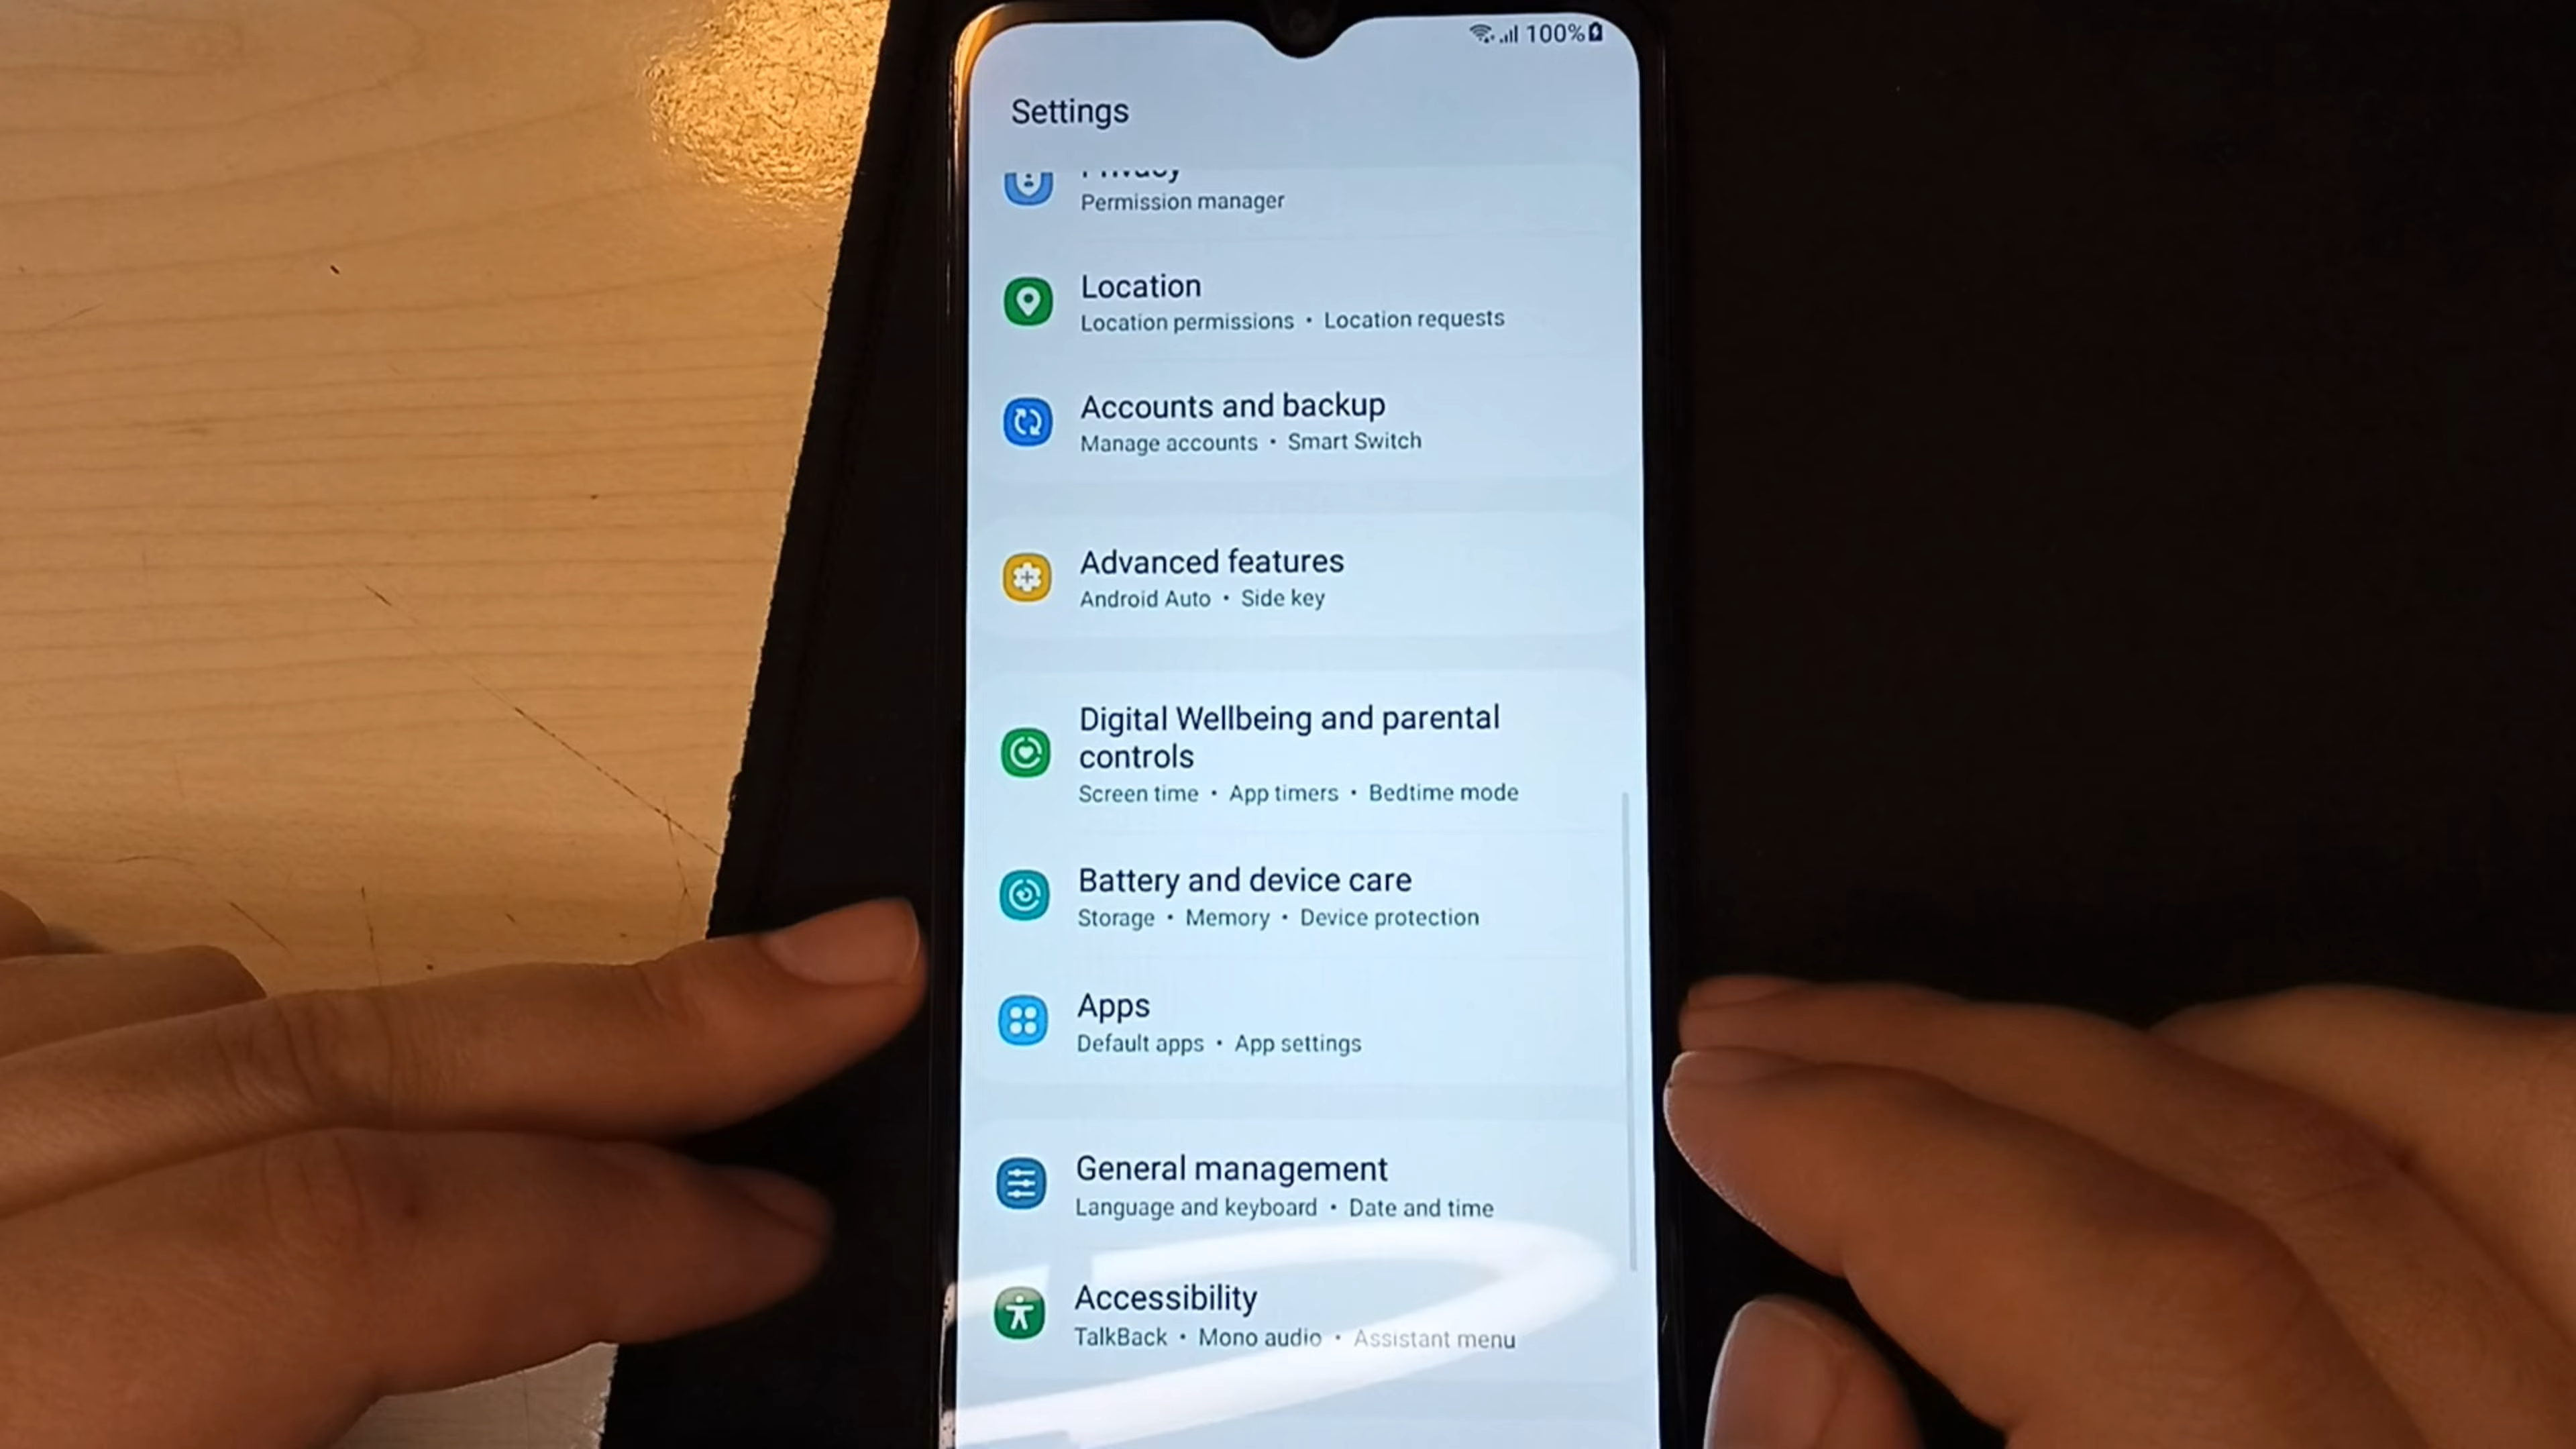 100%
Settings
Privacy
Permission manager
Location
Location permissions • Location requests
Accounts and backup
Manage accounts • Smart Switch
Advanced features
Android Auto • Side key
Digital Wellbeing and parental
controls
Screen time • App timers • Bedtime mode
Battery and device care
Storage • Memory • Device protection
Apps
Default apps • App settings
General management
Language and keyboard • Date and time
Accessibility
TalkBack • Mono audio • Assistant menu